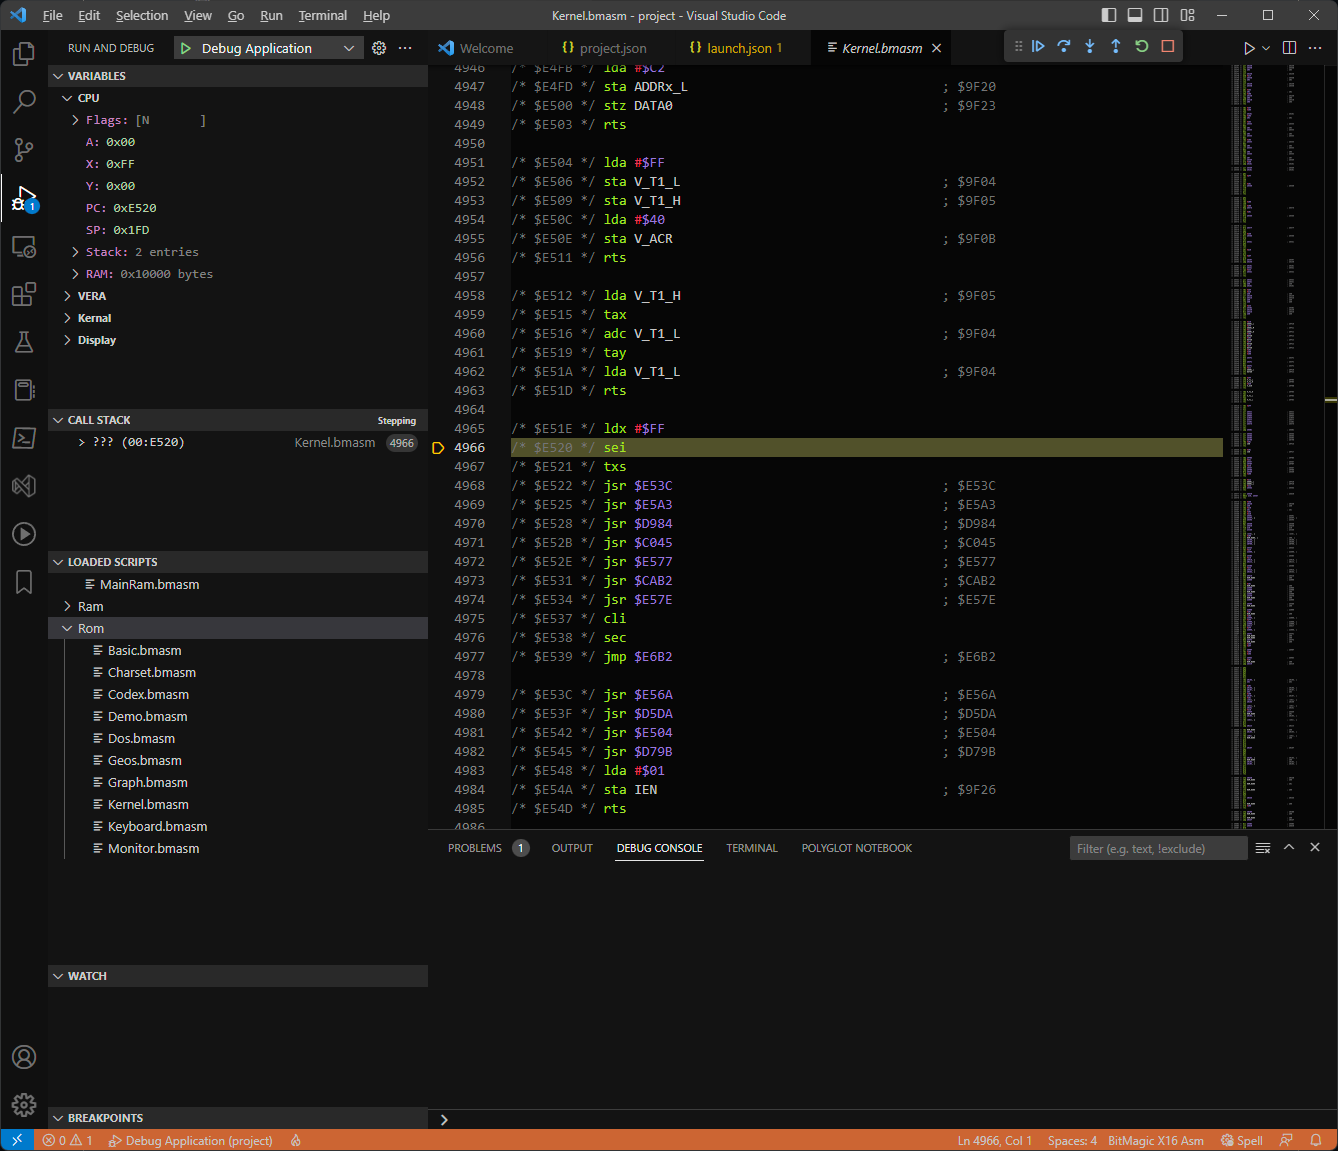 File Edit Selection View Go Run Terminal Help Kernel.bmasm - project - Visual Studio Code
RUN AND DEBUG Debug Application
Welcome project.json launch.json 1 Kernel.bmasm
VARIABLES
CPU
Flags: [N ]
A: 0x00
X: 0xFF
Y: 0x00
PC: 0xE520
SP: 0x1FD
Stack: 2 entries
RAM: 0x10000 bytes
VERA
Kernal
Display
1
CALL STACK Stepping
??? (00:E520) Kernel.bmasm 4966
LOADED SCRIPTS
MainRam.bmasm
Ram
Rom
Basic.bmasm
Charset.bmasm
Codex.bmasm
Demo.bmasm
Dos.bmasm
Geos.bmasm
Graph.bmasm
Kernel.bmasm
Keyboard.bmasm
Monitor.bmasm
WATCH
BREAKPOINTS
4946 /* $E4FB */ lda #$C2
4947 /* $E4FD */ sta ADDRx_L ; $9F20
4948 /* $E500 */ stz DATA0 ; $9F23
4949 /* $E503 */ rts
4950
4951 /* $E504 */ lda #$FF
4952 /* $E506 */ sta V_T1_L ; $9F04
4953 /* $E509 */ sta V_T1_H ; $9F05
4954 /* $E50C */ lda #$40
4955 /* $E50E */ sta V_ACR ; $9F0B
4956 /* $E511 */ rts
4957
4958 /* $E512 */ lda V_T1_H ; $9F05
4959 /* $E515 */ tax
4960 /* $E516 */ adc V_T1_L ; $9F04
4961 /* $E519 */ tay
4962 /* $E51A */ lda V_T1_L ; $9F04
4963 /* $E51D */ rts
4964
4965 /* $E51E */ ldx #$FF
4966 /* $E520 */ sei
4967 /* $E521 */ txs
4968 /* $E522 */ jsr $E53C ; $E53C
4969 /* $E525 */ jsr $E5A3 ; $E5A3
4970 /* $E528 */ jsr $D984 ; $D984
4971 /* $E52B */ jsr $C045 ; $C045
4972 /* $E52E */ jsr $E577 ; $E577
4973 /* $E531 */ jsr $CAB2 ; $CAB2
4974 /* $E534 */ jsr $E57E ; $E57E
4975 /* $E537 */ cli
4976 /* $E538 */ sec
4977 /* $E539 */ jmp $E6B2 ; $E6B2
4978
4979 /* $E53C */ jsr $E56A ; $E56A
4980 /* $E53F */ jsr $D5DA ; $D5DA
4981 /* $E542 */ jsr $E504 ; $E504
4982 /* $E545 */ jsr $D79B ; $D79B
4983 /* $E548 */ lda #$01
4984 /* $E54A */ sta IEN ; $9F26
4985 /* $E54D */ rts
4986
PROBLEMS 1 OUTPUT DEBUG CONSOLE TERMINAL POLYGLOT NOTEBOOK Filter (e.g. text, !exclude)
0 1 Debug Application (project) Ln 4966, Col 1 Spaces: 4 BitMagic X16 Asm Spell